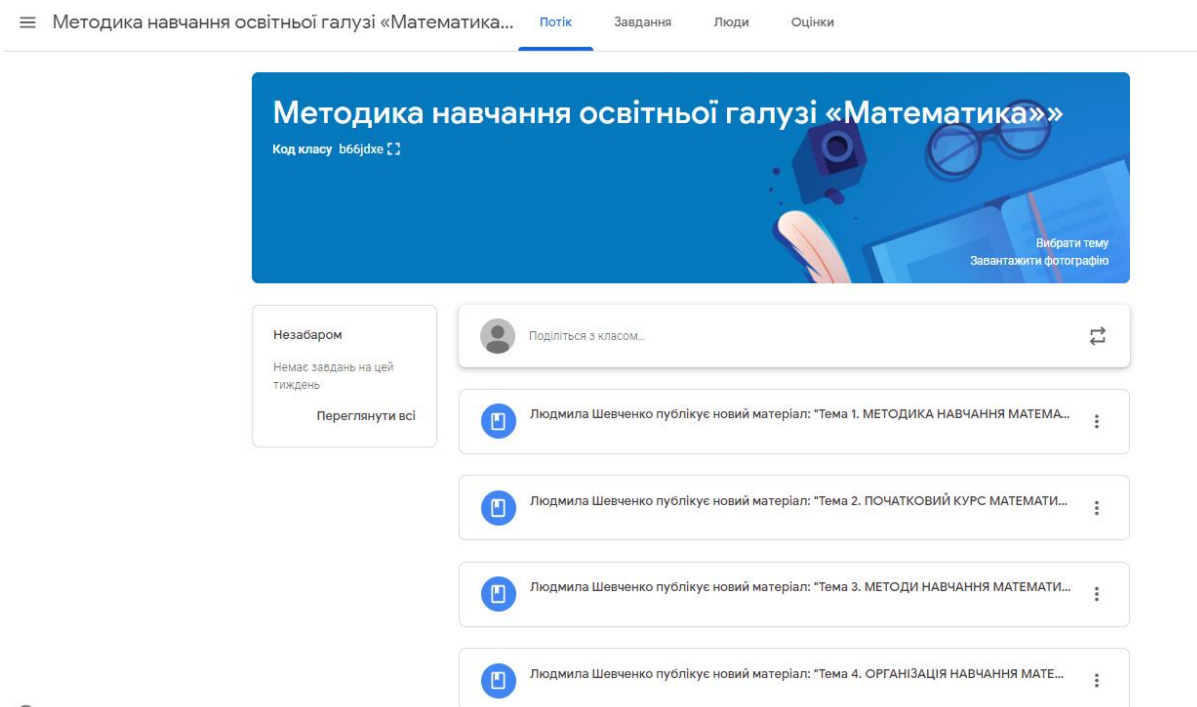 Методика навчання освітньої галузі «Математика...
Потік
Завдання
Люди
Оцінки
Методика навчання освітньої галузі «Математика»»
Код класу b66jdxe
Вибрати тему
Завантажити фотографію
Незабаром
Немає завдань на цей
тиждень
Переглянути всі
Поділіться з класом...
Людмила Шевченко публікує новий матеріал: "Тема 1. МЕТОДИКА НАВЧАННЯ МАТЕМА...
Людмила Шевченко публікує новий матеріал: "Тема 2. ПОЧАТКОВИЙ КУРС МАТЕМАТИ...
Людмила Шевченко публікує новий матеріал: "Тема 3. МЕТОДИ НАВЧАННЯ МАТЕМАТИ...
Людмила Шевченко публікує новий матеріал: "Тема 4. ОРГАНІЗАЦІЯ НАВЧАННЯ МАТЕ...